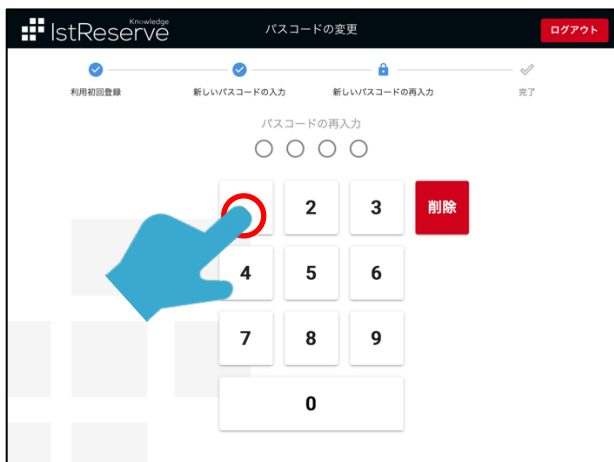 Knowledge
IstReserve
パスコードの変更
ログアウト
利用初回登録
新しいパスコードの入力
新しいパスコードの再入力
完了
パスコードの再入力
2
3
削除
4
5
6
7
8
9
0